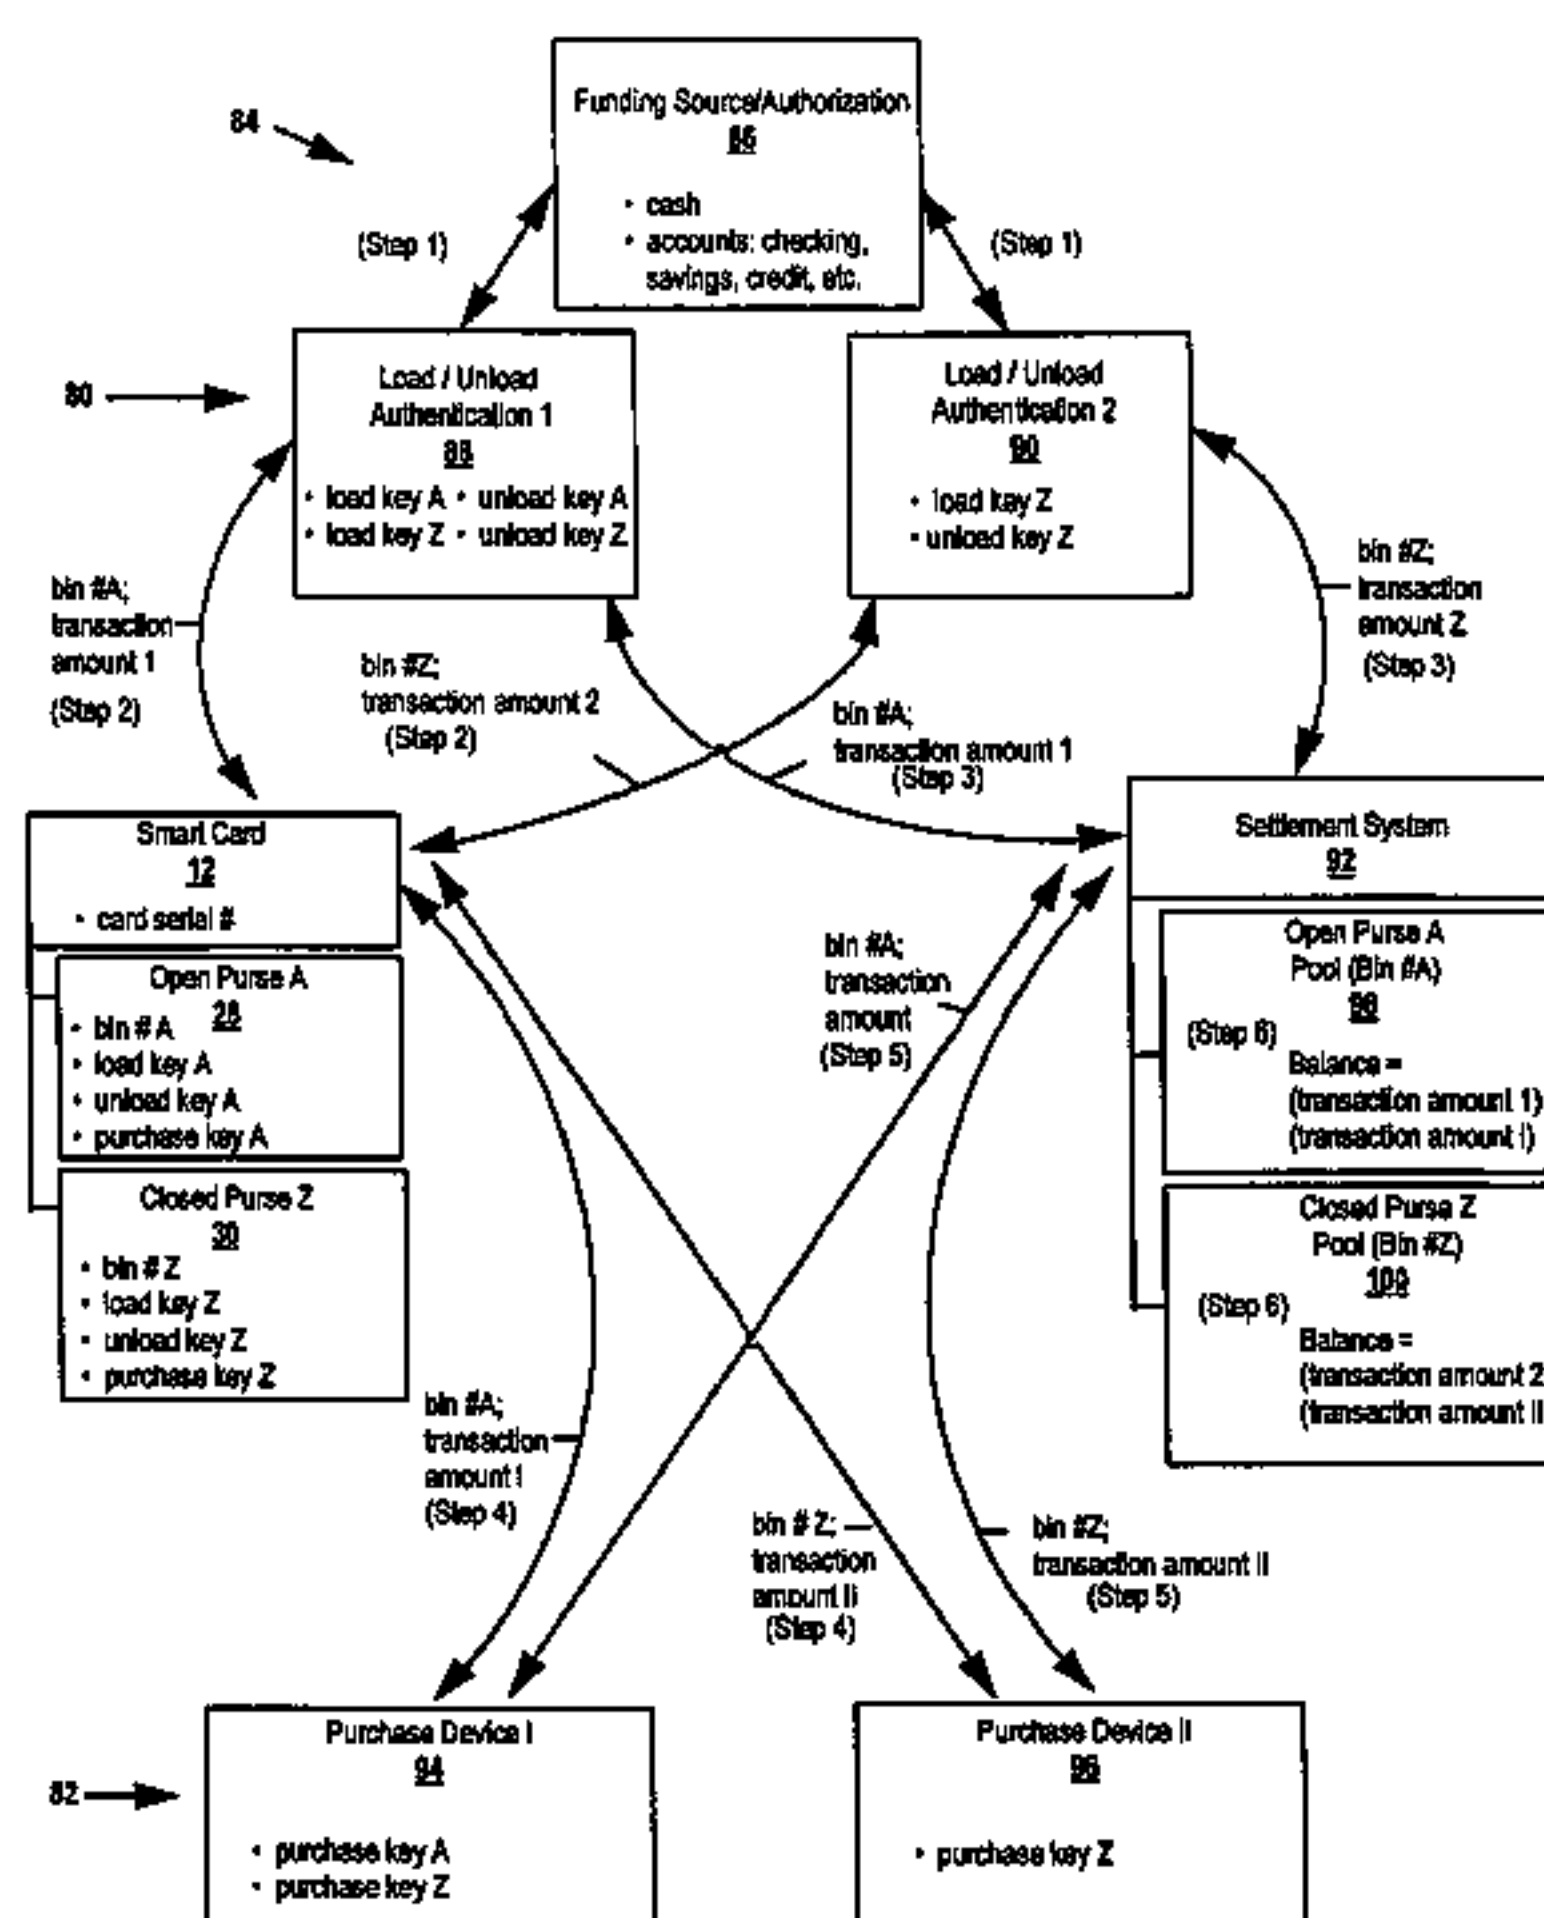 84
Funding Source/Authorization
86
• cash
• accounts: checking,
savings, credit, etc.
(Step 1)
(Step 1)
80
Load / Unload
Authentication 1
88
• load key A • unload key A
• load key Z • unload key Z
Load / Unload
Authentication 2
90
• load key Z
• unload key Z
bin #A;
transaction
amount 1
(Step 2)
bin #Z;
transaction amount 2
(Step 2)
bin #A;
transaction amount 1
(Step 3)
bin #Z;
transaction
amount Z
(Step 3)
Smart Card
12
• card serial #
Open Purse A
28
• bin # A
• load key A
• unload key A
• purchase key A
Closed Purse Z
30
• bin # Z
• load key Z
• unload key Z
• purchase key Z
Settlement System
92
Open Purse A
Pool (Bin #A)
98
(Step 6)
Balance =
(transaction amount 1)
(transaction amount I)
Closed Purse Z
Pool (Bin #Z)
100
(Step 6)
Balance =
(transaction amount 2
(transaction amount II
bin #A;
transaction
amount
(Step 5)
bin #A;
transaction
amount I
(Step 4)
bin # Z;
transaction
amount II
(Step 4)
bin #Z;
transaction amount II
(Step 5)
82
Purchase Device I
94
• purchase key A
• purchase key Z
Purchase Device II
96
• purchase key Z